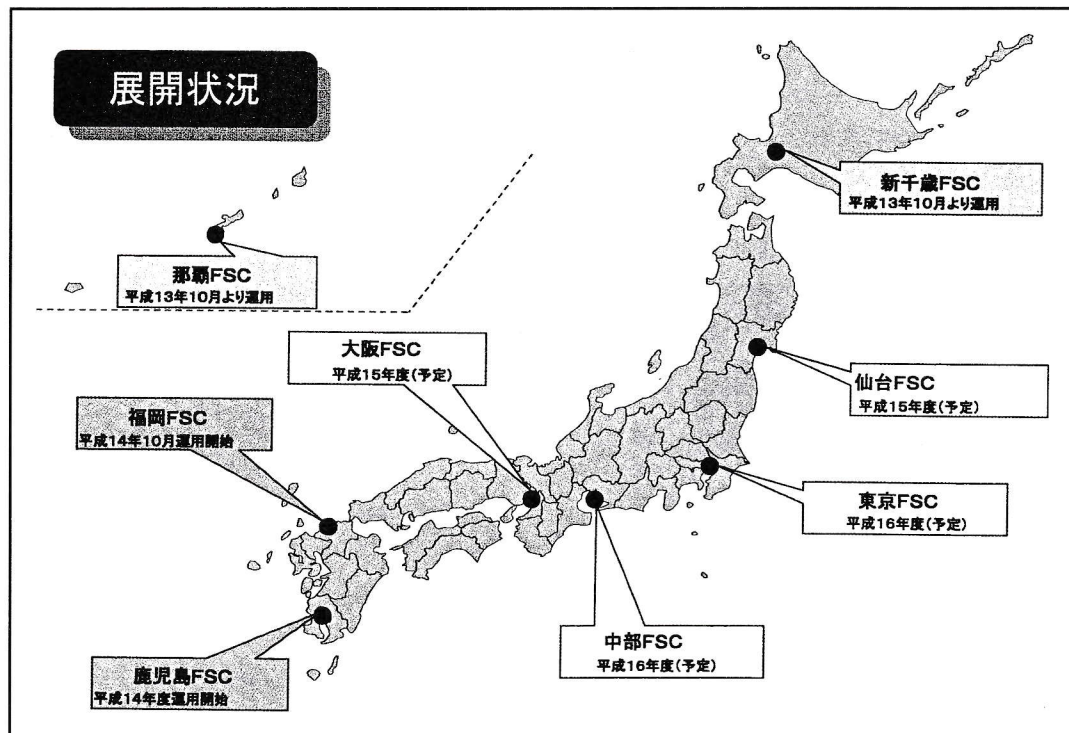 展開状況
新千歳FSC
平成13年10月より運用
那覇FSC
平成13年10月より運用
大阪FSC
平成15年度(予定)
仙台FSC
平成15年度(予定)
福岡FSC
平成14年10月運用開始
東京FSC
平成16年度(予定)
中部FSC
平成16年度(予定)
鹿児島FSC
平成14年度運用開始